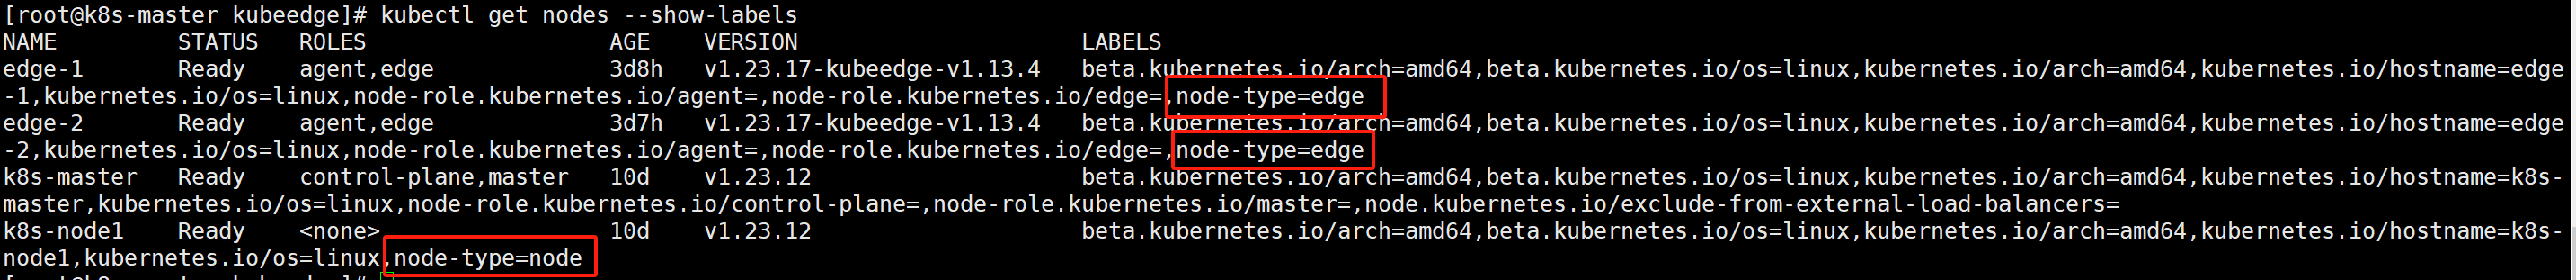 [root@k8s-master kubeedge]# kubectl get nodes --show-labels
NAME         STATUS   ROLES                  AGE    VERSION                    LABELS
edge-1       Ready    agent,edge             3d8h   v1.23.17-kubeedge-v1.13.4   beta.kubernetes.io/arch=amd64,beta.kubernetes.io/os=linux,kubernetes.io/arch=amd64,kubernetes.io/hostname=edge
-1,kubernetes.io/os=linux,node-role.kubernetes.io/agent=,node-role.kubernetes.io/edge=,node-type=edge
edge-2       Ready    agent,edge             3d7h   v1.23.17-kubeedge-v1.13.4   beta.kubernetes.io/arch=amd64,beta.kubernetes.io/os=linux,kubernetes.io/arch=amd64,kubernetes.io/hostname=edge
-2,kubernetes.io/os=linux,node-role.kubernetes.io/agent=,node-role.kubernetes.io/edge=,node-type=edge
k8s-master   Ready    control-plane,master   10d    v1.23.12                    beta.kubernetes.io/arch=amd64,beta.kubernetes.io/os=linux,kubernetes.io/arch=amd64,kubernetes.io/hostname=k8s-
master,kubernetes.io/os=linux,node-role.kubernetes.io/control-plane=,node-role.kubernetes.io/master=,node.kubernetes.io/exclude-from-external-load-balancers=
k8s-node1    Ready    <none>                 10d    v1.23.12                    beta.kubernetes.io/arch=amd64,beta.kubernetes.io/os=linux,kubernetes.io/arch=amd64,kubernetes.io/hostname=k8s-
node1,kubernetes.io/os=linux,node-type=node